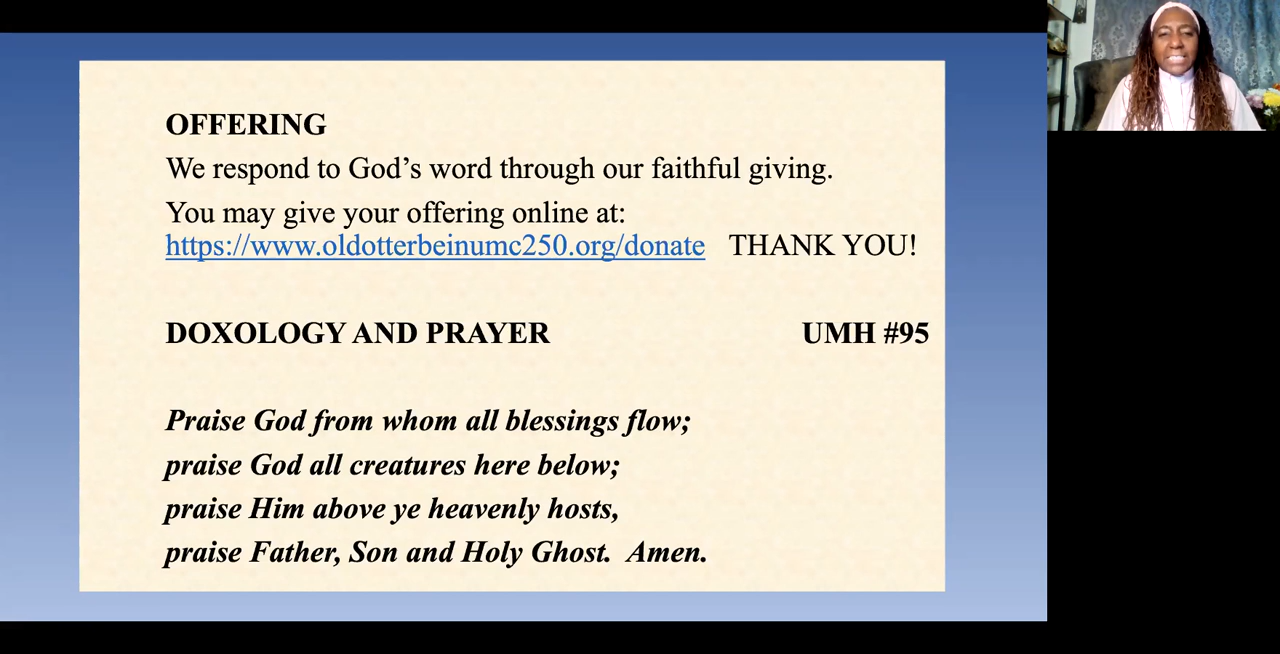 OFFERING
We respond to God’s word through our faithful giving.
You may give your offering online at:
https://www.oldotterbeinumc250.org/donate THANK YOU!
DOXOLOGY AND PRAYER UMH #95
Praise God from whom all blessings flow;
praise God all creatures here below;
praise Him above ye heavenly hosts,
praise Father, Son and Holy Ghost. Amen.